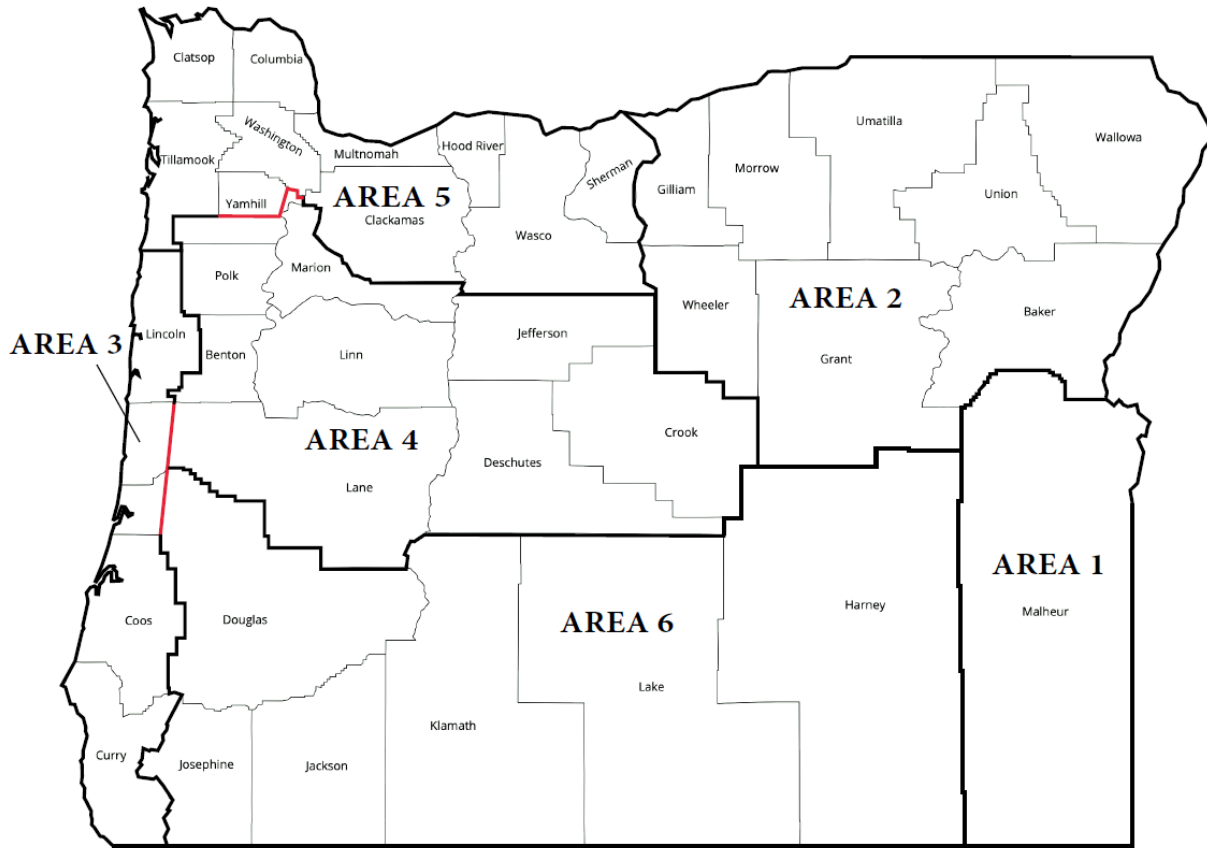 Clatsop
Columbia
Washington
Tillamook
Multnomah
Hood River
Sherman
Yamhill
AREA 5
Clackamas
Wasco
Gilliam
Morrow
Umatilla
Union
Wallowa
Polk
Marion
Wheeler
AREA 2
Grant
Baker
AREA 3
Lincoln
Benton
Linn
Jefferson
AREA 4
Lane
Deschutes
Crook
Coos
Douglas
AREA 6
Lake
Harney
AREA 1
Malheur
Curry
Josephine
Jackson
Klamath